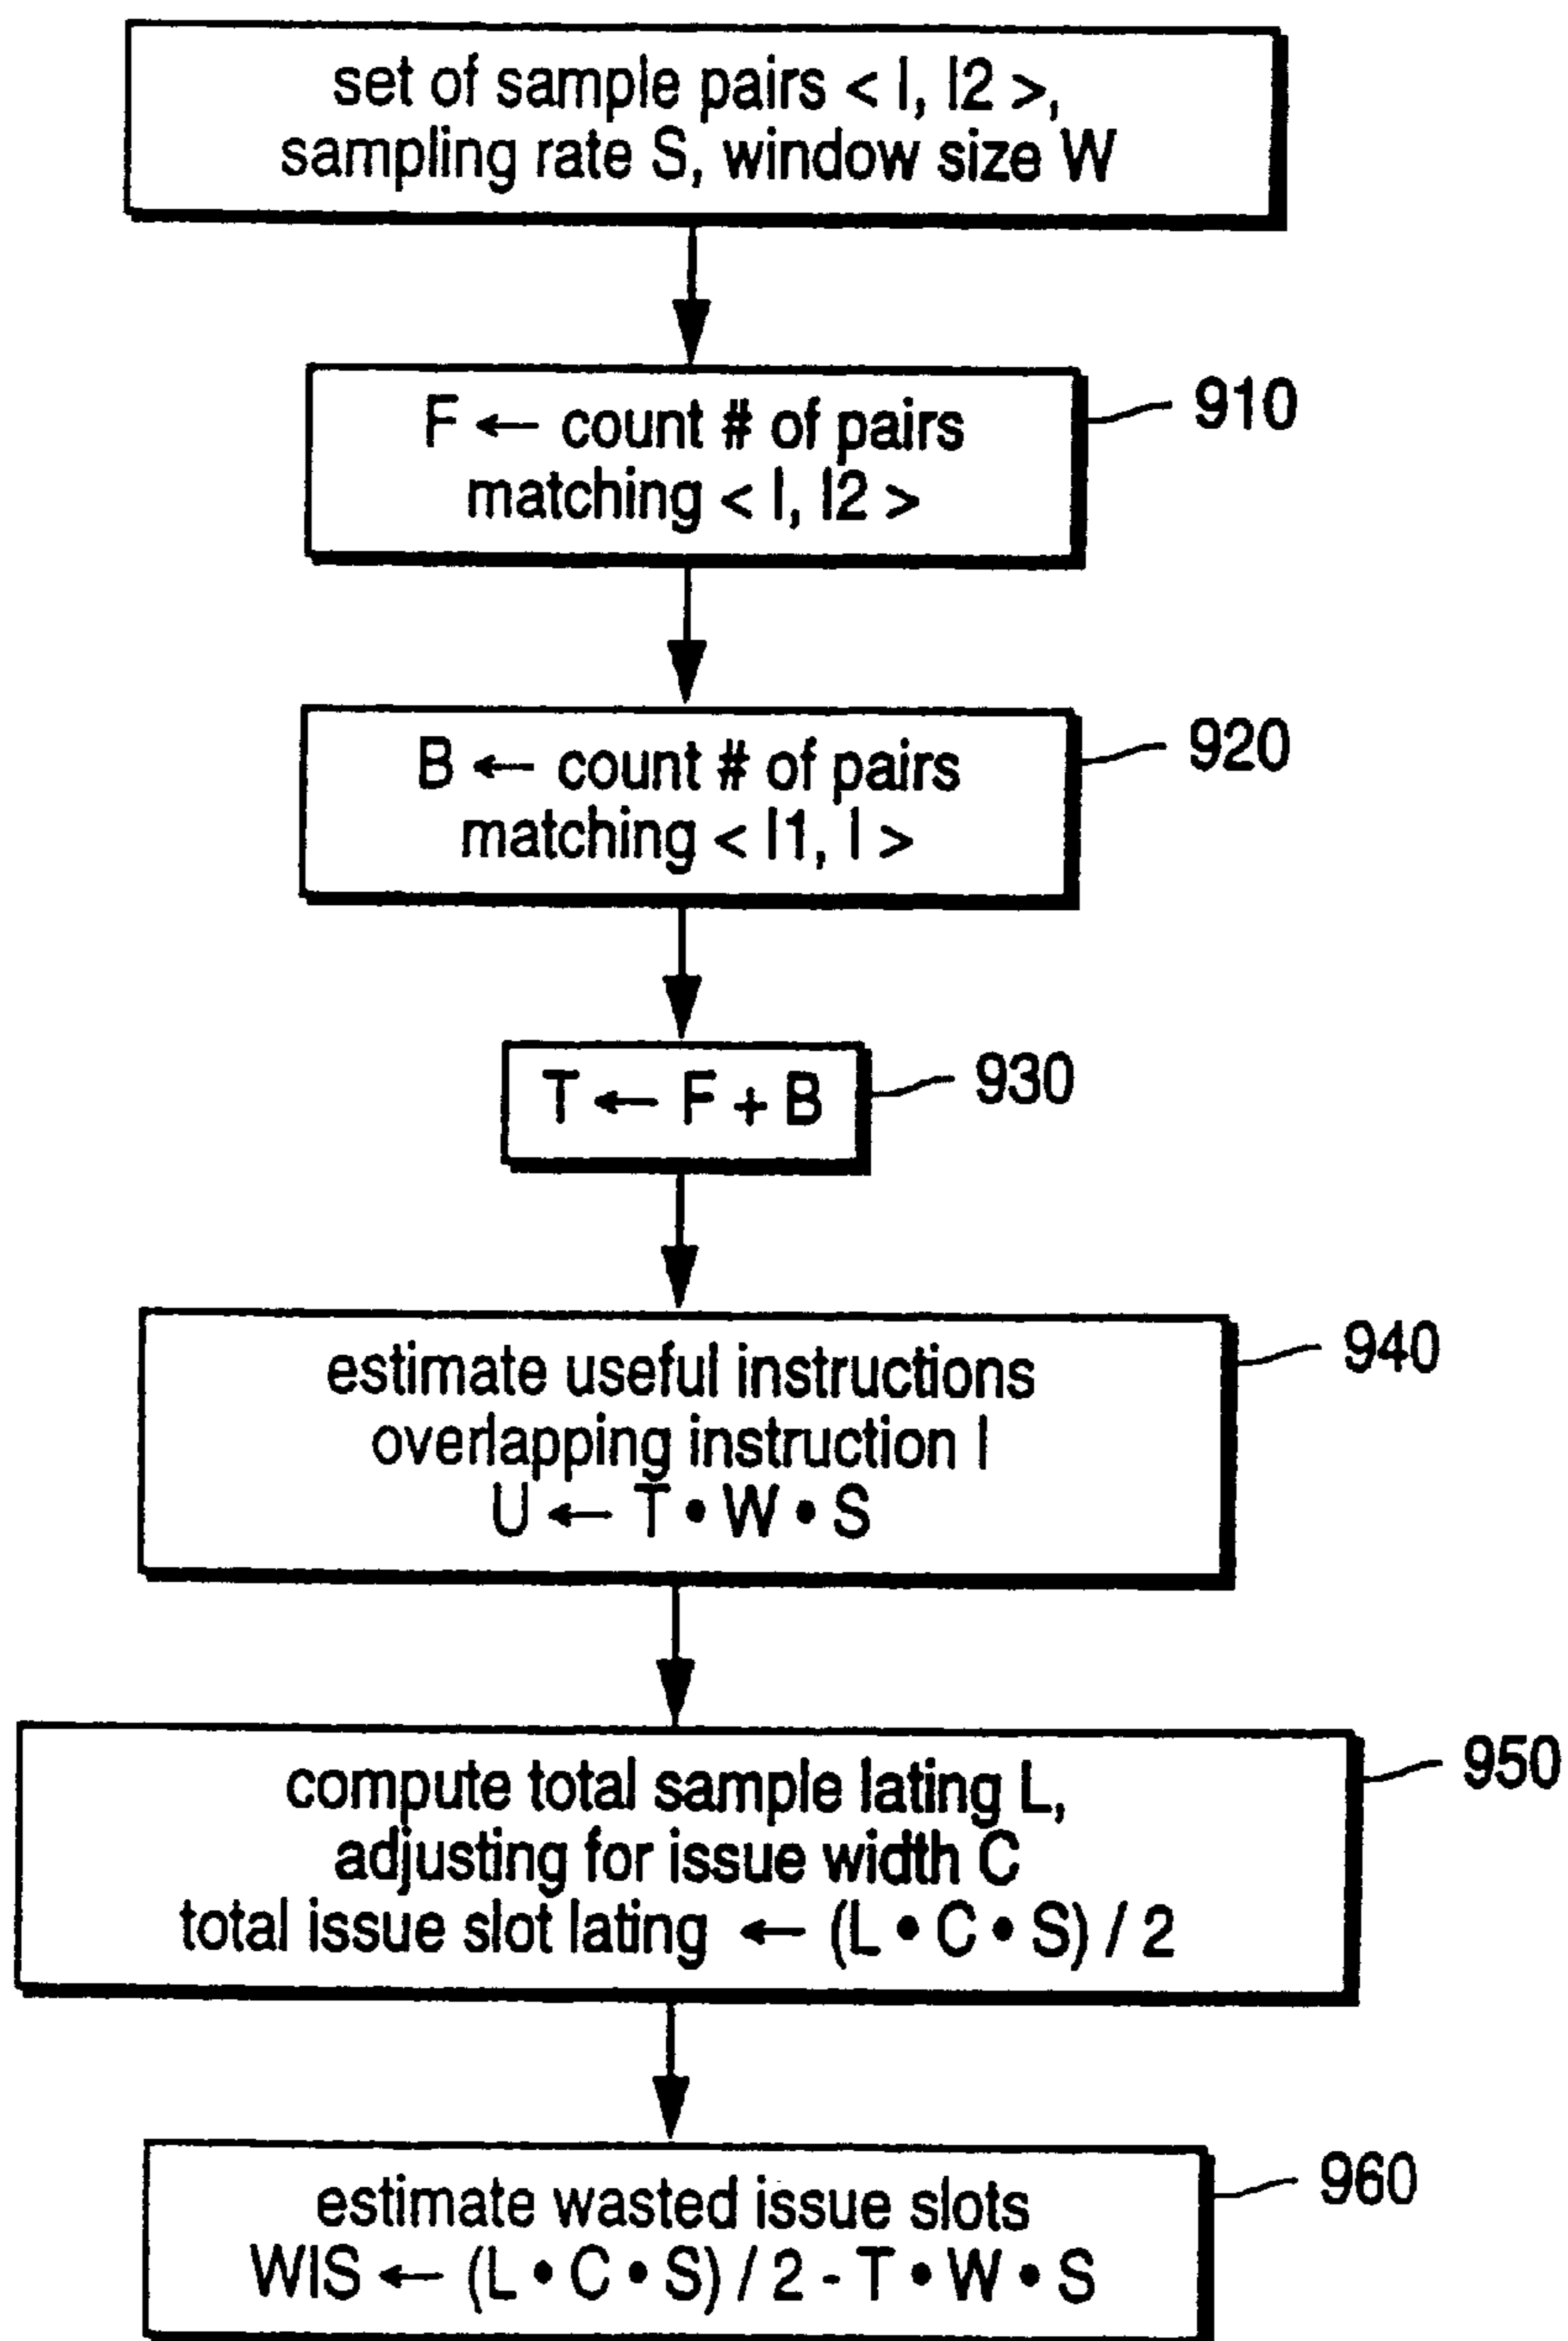 set of sample pairs < I, I2 >,
sampling rate S, window size W
F ← count # of pairs
matching < I, I2 >
910
B ← count # of pairs
matching < I1, I >
920
T ← F + B
930
estimate useful instructions
overlapping instruction I
U ← T • W • S
940
compute total sample lating L,
adjusting for issue width C
total issue slot lating ← (L • C • S) / 2
950
estimate wasted issue slots
WIS ← (L • C • S) / 2 - T • W • S
960